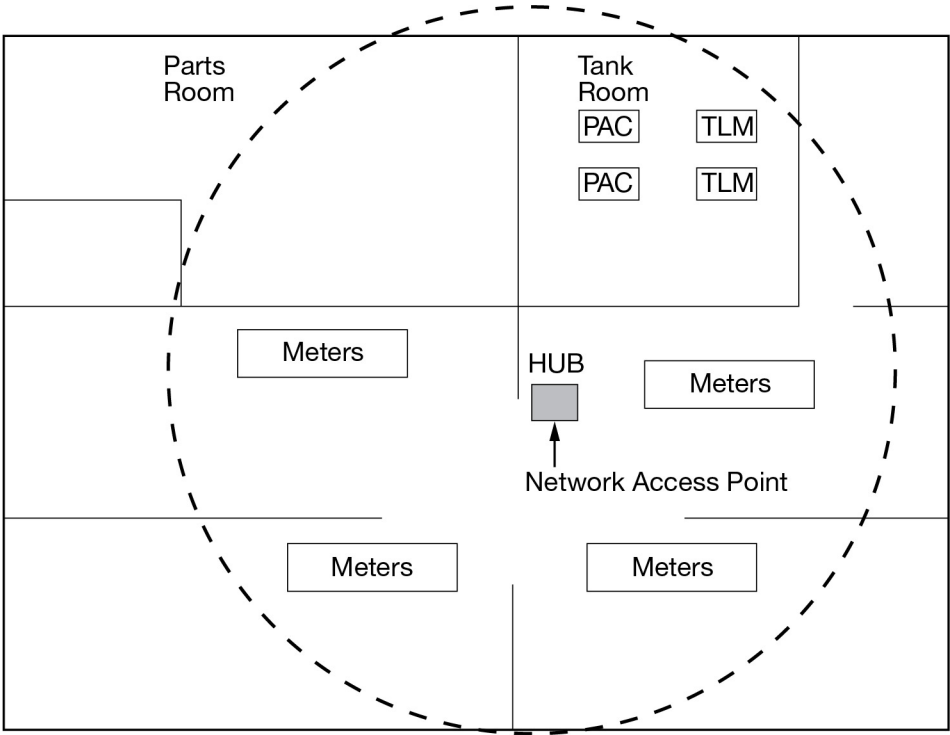 Parts
Room
Tank
Room
PAC
TLM
PAC
TLM
Meters
HUB
Meters
Network Access Point
Meters
Meters